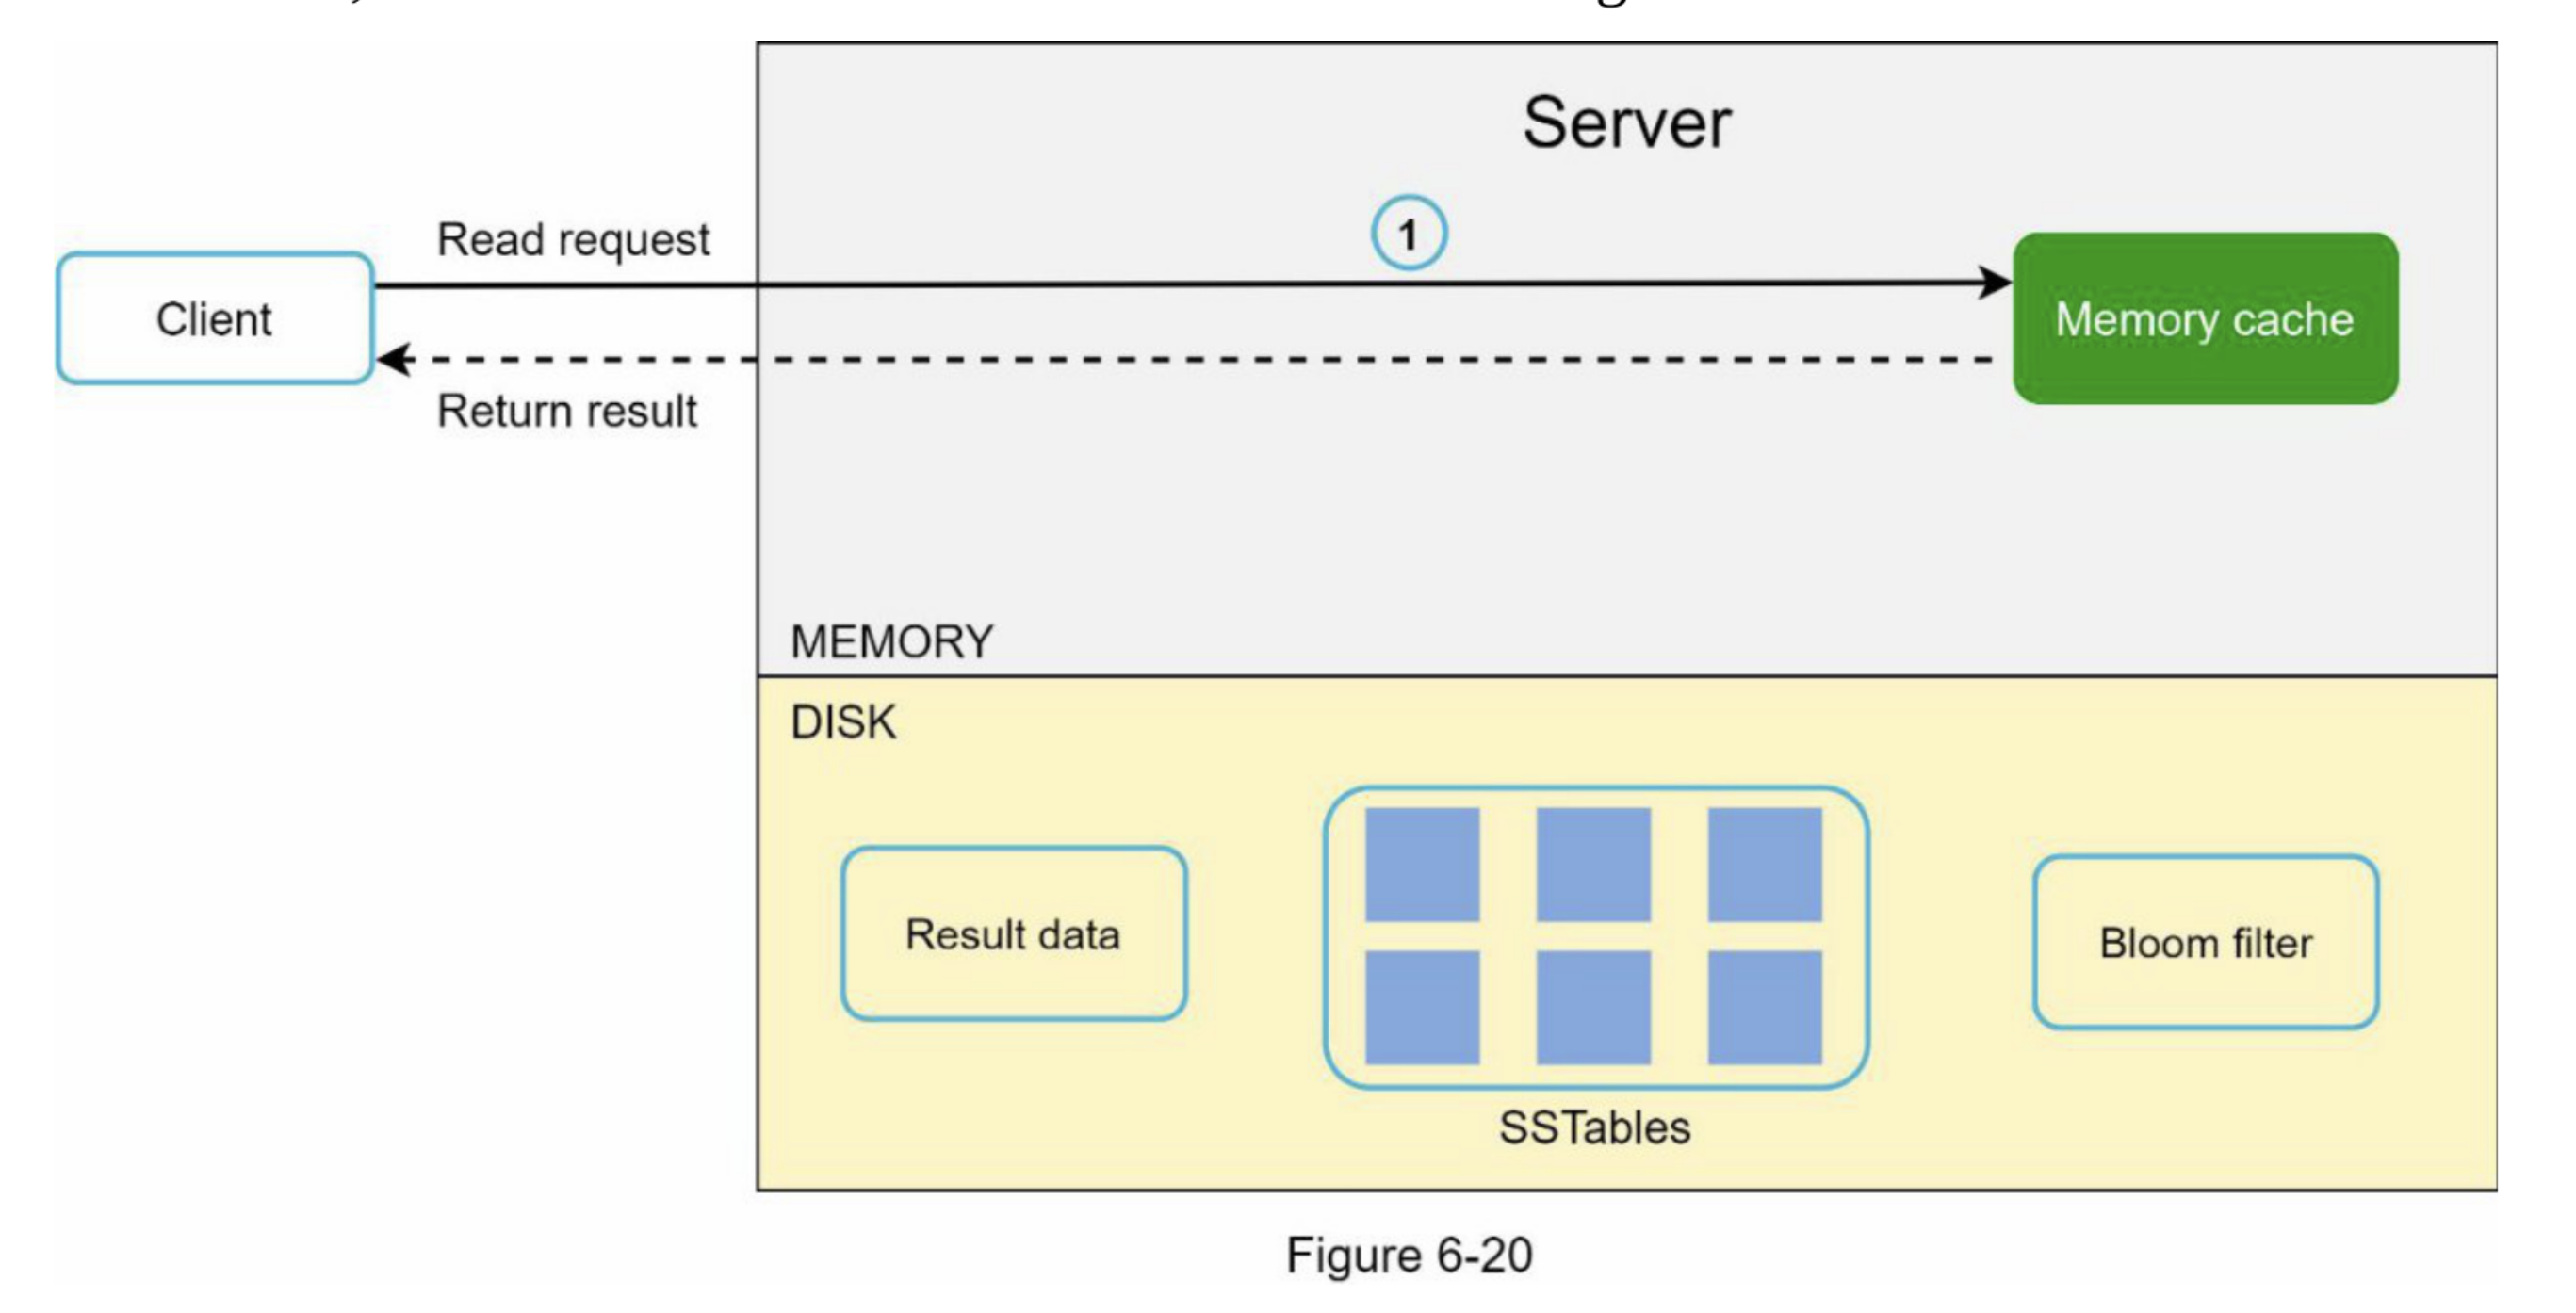 Server
1
Read request
Client
Memory cache
Return result
MEMORY
DISK
Result data
Bloom filter
SSTables
Figure 6-20